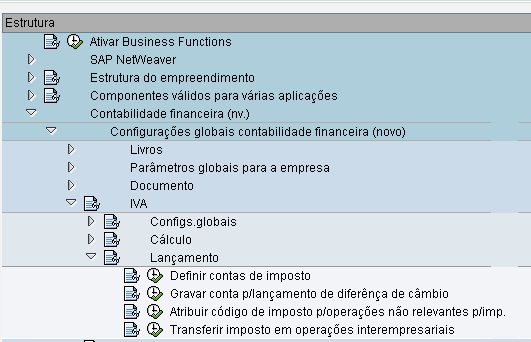 Estrutura
Ativar Business Functions
SAP NetWeaver
Estrutura do empreendimento
Componentes válidos para várias aplicações
Contabilidade financeira (nv.)
Configurações globais contabilidade financeira (novo)
Livros
Parâmetros globais para a empresa
Documento
IVA
Configs.globais
Cálculo
Lançamento
Definir contas de imposto
Gravar conta p/lançamento de diferênça de câmbio
Atribuir código de imposto p/operações não relevantes p/imp.
Transferir imposto em operações interempresariais